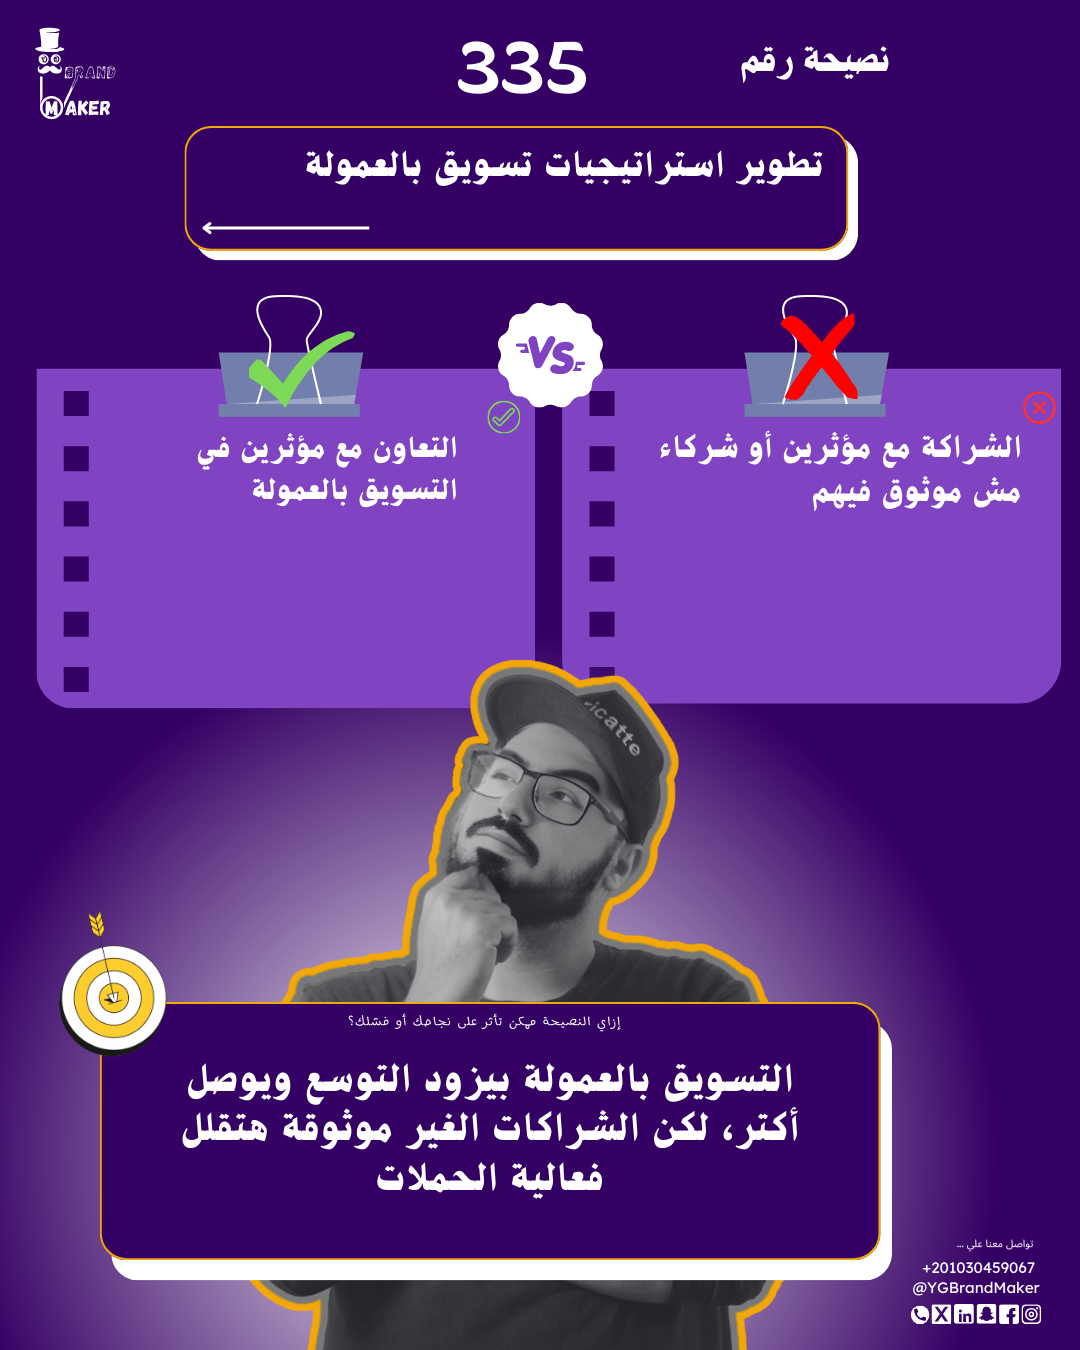 BRAND
MAKER
نصيحة رقم
335
تطوير استراتيجيات تسويق بالعمولة
VS
الشراكة مع مؤثرين أو شركاء
مش موثوق فيهم
التعاون مع مؤثرين في
التسويق بالعمولة
icatte
إزاي النصيحة ممكن تأثر على نجاحك أو فشلك؟
التسويق بالعمولة بيزود التوسع ويوصل
أكتر، لكن الشراكات الغير موثوقة هتقلل
فعالية الحملات
تواصل معنا علي ...
+201030459067
@YGBrandMaker